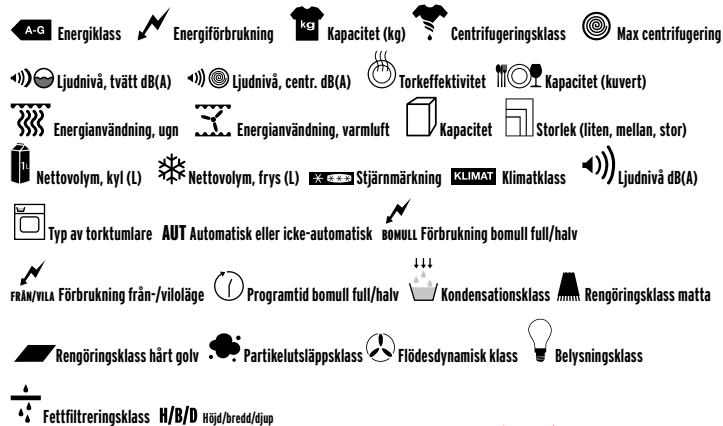 A-G Energiklass Energiförbrukning kg Kapacitet (kg) Centrifugeringsklass Max centrifugering
Ljudnivå, tvätt dB(A) Ljudnivå, centr. dB(A) Torkeffektivitet Kapacitet (kuvert)
Energianvändning, ugn Energianvändning, varmluft Kapacitet Storlek (liten, mellan, stor)
1L Nettovolym, kyl (L) Nettovolym, frys (L) Stjärnmärkning KLIMAT Klimatklass Ljudnivå dB(A)
Typ av torktumlare AUT Automatisk eller icke-automatisk BOMULL Förbrukning bomull full/halv
FRÅN/VILA Förbrukning från-/viloläge Programtid bomull full/halv Kondensationsklass Rengöringsklass matta
Rengöringsklass hårt golv Partikelutsläppsklass Flödesdynamisk klass Belysningsklass
Fettfiltreringsklass H/B/D Höjd/bredd/djup